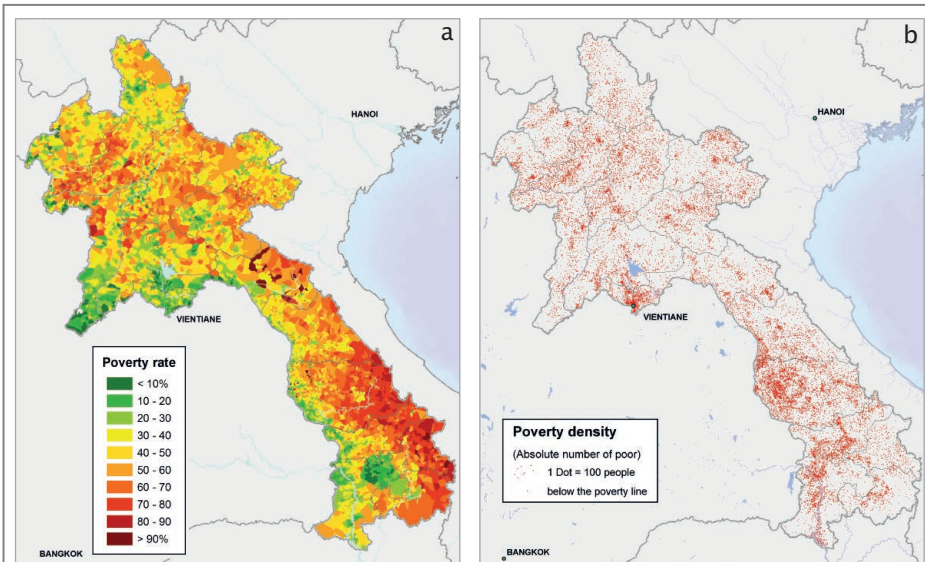 a
HANOI
VIENTIANE
Poverty rate
< 10%
10 - 20
20 - 30
30 - 40
40 - 50
50 - 60
60 - 70
70 - 80
80 - 90
> 90%
BANGKOK
b
HANOI
VIENTIANE
Poverty density
(Absolute number of poor)
1 Dot = 100 people
below the poverty line
BANGKOK